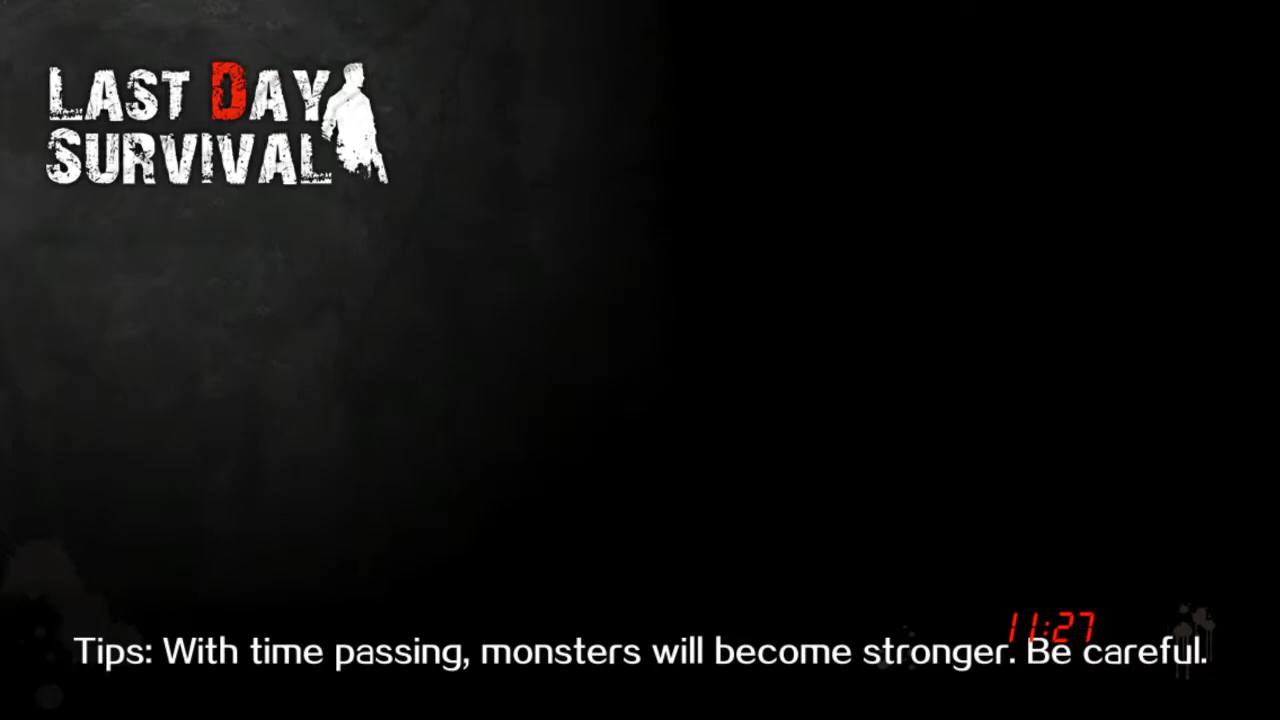 LAST DAY
SURVIVAL
11:27
Tips: With time passing, monsters will become stronger. Be careful.